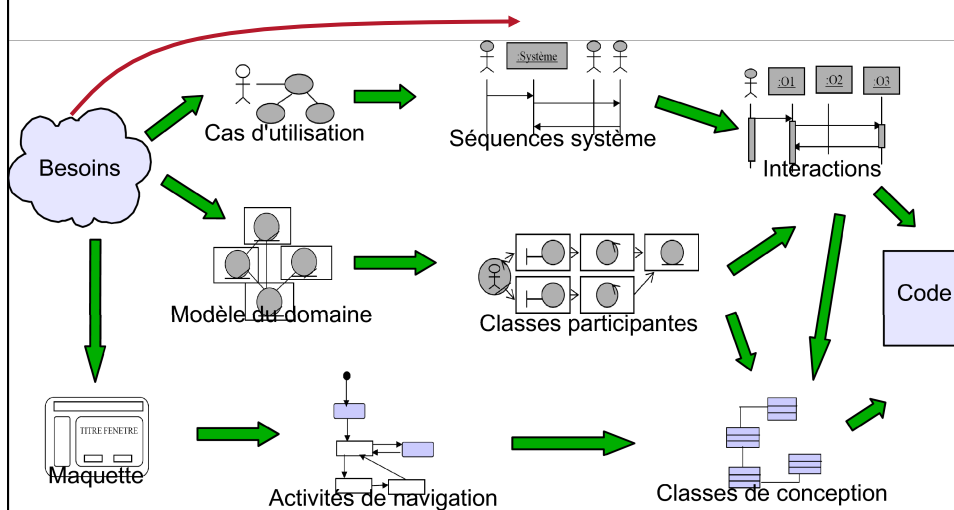 :Système
:O1
:O2
:O3
Cas d'utilisation
Séquences système
Interactions
Besoins
Modèle du domaine
Classes participantes
Code
TITRE FENETRE
Maquette
Activités de navigation
Classes de conception